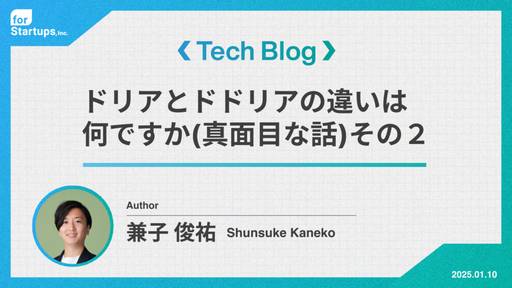 for
Startups, Inc.
Tech Blog
ドリアとドドリアの違いは
何ですか(真面目な話)その２
Author
兼子 俊祐 Shunsuke Kaneko
2025.01.10